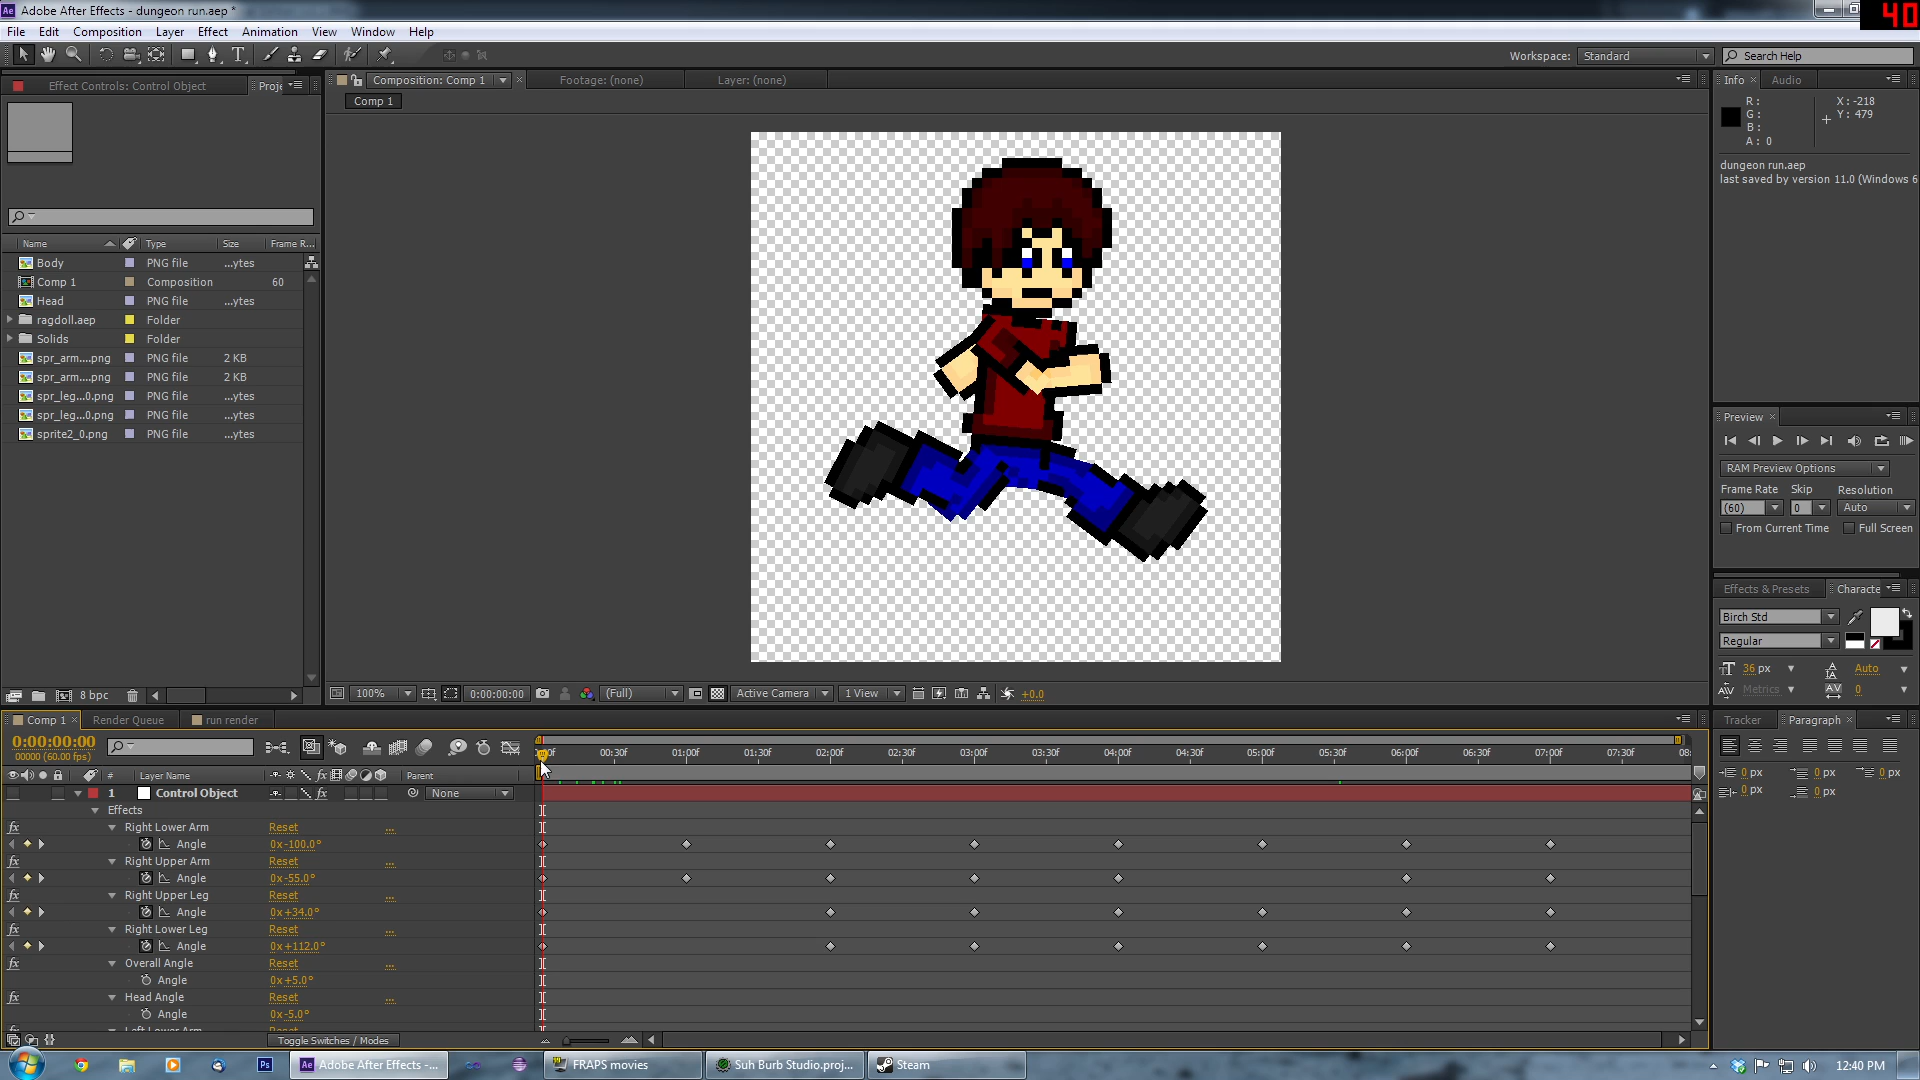 Adobe After Effects - dungeon run.aep *
40
File Edit Composition Layer Effect Animation View Window Help
Workspace: Standard Search Help
Effect Controls: Control Object Proje
Composition: Comp 1 Footage: (none) Layer: (none)
Comp 1
Info Audio
R:
G:
B:
A: 0
X: -218
Y: 479
dungeon run.aep
last saved by version 11.0 (Windows 6
Name Type Size Frame R...
Body PNG file ...ytes
Comp 1 Composition 60
Head PNG file ...ytes
ragdoll.aep Folder
Solids Folder
spr_arm....png PNG file 2 KB
spr_arm....png PNG file 2 KB
spr_leg...0.png PNG file ...ytes
spr_leg...0.png PNG file ...ytes
sprite2_0.png PNG file ...ytes
8 bpc
Preview
RAM Preview Options
Frame Rate Skip Resolution
(60) 0 Auto
From Current Time Full Screen
Effects & Presets Characte
Birch Std
Regular
36 px Auto
Metrics 0
100% 0:00:00:00 (Full) Active Camera 1 View +0.0
Comp 1 Render Queue run render
Tracker Paragraph
0 px 0 px 0 px
0 px 0 px
0:00:00:00
00000 (60.00 fps)
00:30f 01:00f 01:30f 02:00f 02:30f 03:00f 03:30f 04:00f 04:30f 05:00f 05:30f 06:00f 06:30f 07:00f 07:30f 08:
# Layer Name Parent
1 Control Object None
Effects
Right Lower Arm Reset ...
Angle 0x-100.0°
Right Upper Arm Reset ...
Angle 0x-55.0°
Right Upper Leg Reset ...
Angle 0x+34.0°
Right Lower Leg Reset ...
Angle 0x+112.0°
Overall Angle Reset ...
Angle 0x+5.0°
Head Angle Reset ...
Angle 0x-5.0°
Left Lower Arm Reset
Toggle Switches / Modes
Adobe After Effects -... FRAPS movies Suh Burb Studio.proj... Steam 12:40 PM